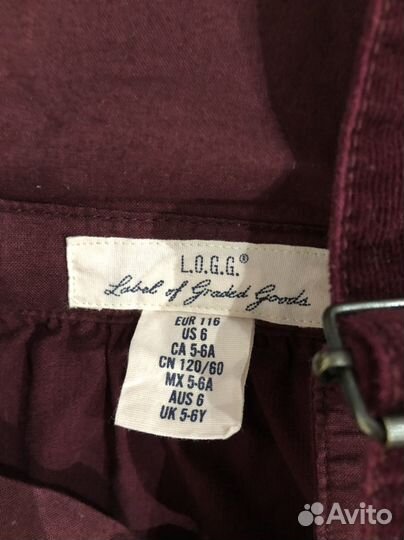 L.O.G.G.®
Label of Graded Goods
EUR 116
US 6
CA 5-6A
CN 120/60
MX 5-6A
AUS 6
UK 5-6Y
Avito